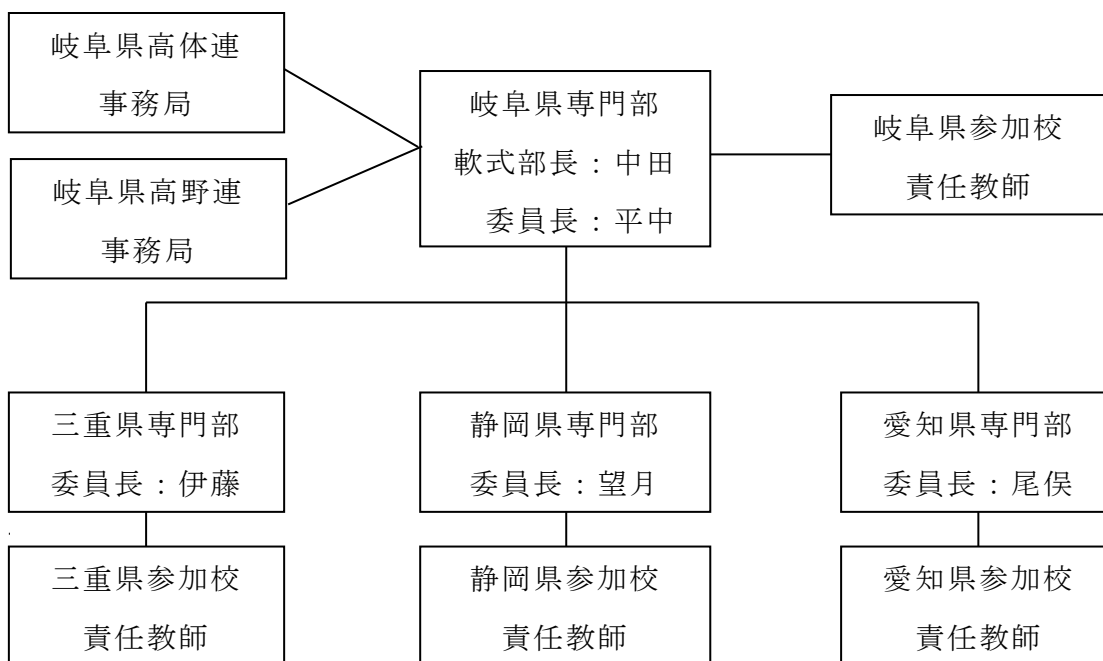 岐阜県高体連
事務局
岐阜県高野連
事務局
岐阜県専門部
軟式部長：中田
委員長：平中
岐阜県参加校
責任教師
三重県専門部
委員長：伊藤
静岡県専門部
委員長：望月
愛知県専門部
委員長：尾俣
三重県参加校
責任教師
静岡県参加校
責任教師
愛知県参加校
責任教師